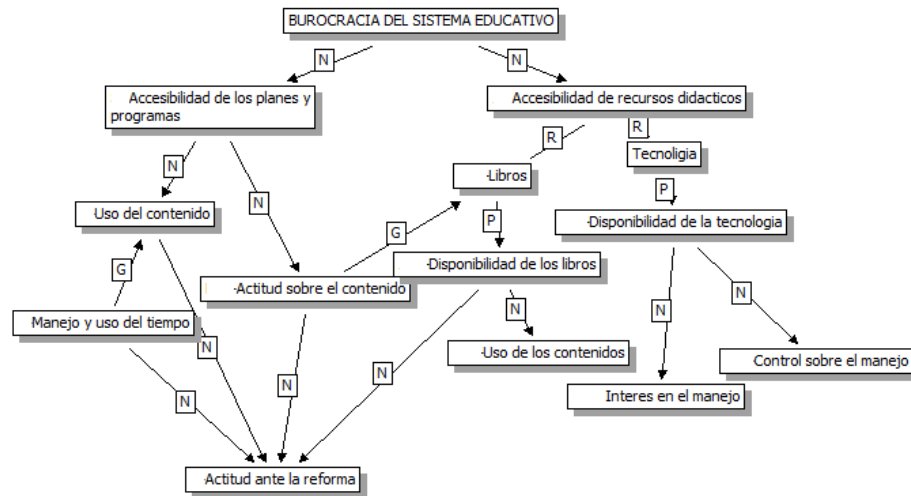 BUROCRACIA DEL SISTEMA EDUCATIVO
N
N
Accesibilidad de los planes y
programas
Accesibilidad de recursos didacticos
R
R
Tecnoligia
N
-Libros
P
N
Uso del contenido
G
P
-Disponibilidad de la tecnologia
G
-Disponibilidad de los libros
-Actitud sobre el contenido
N
N
N
Manejo y uso del tiempo
N
-Uso de los contenidos
Control sobre el manejo
N
N
N
Interes en el manejo
-Actitud ante la reforma